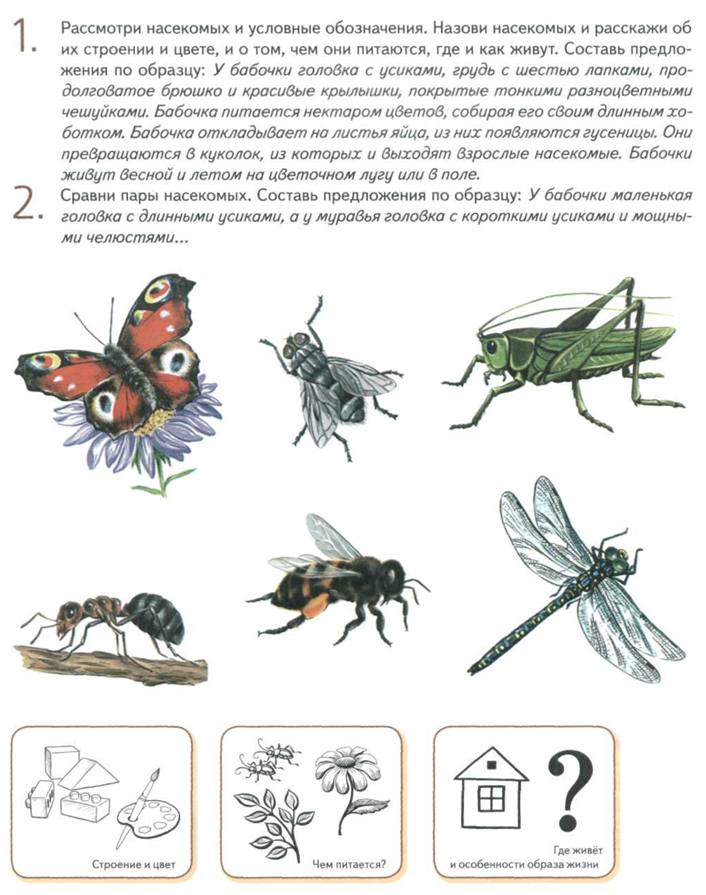 1. Рассмотри насекомых и условные обозначения. Назови насекомых и расскажи об
их строении и цвете, и о том, чем они питаются, где и как живут. Составь предло-
жения по образцу: У бабочки головка с усиками, грудь с шестью лапками, про-
долговатое брюшко и красивые крылышки, покрытые тонкими разноцветными
чешуйками. Бабочка питается нектаром цветов, собирая его своим длинным хо-
ботком. Бабочка откладывает на листья яйца, из них появляются гусеницы. Они
превращаются в куколок, из которых и выходят взрослые насекомые. Бабочки
живут весной и летом на цветочном лугу или в поле.
2. Сравни пары насекомых. Составь предложения по образцу: У бабочки маленькая
головка с длинными усиками, а у муравья головка с короткими усиками и мощны-
ми челюстями...
Строение и цвет
Чем питается?
?
Где живёт
и особенности образа жизни